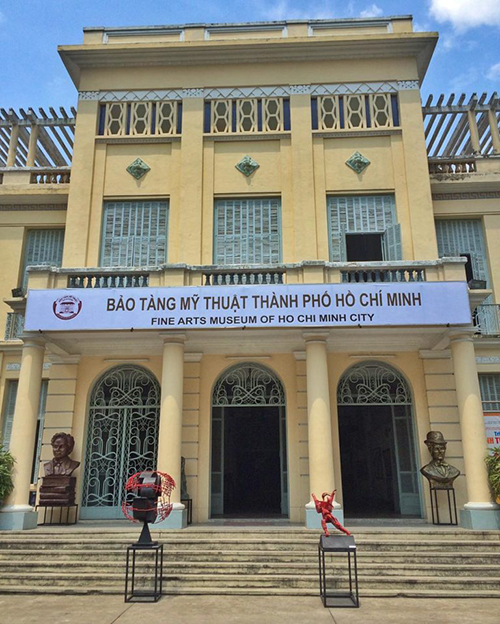 BẢO TÀNG MỸ THUẬT THÀNH PHỐ HỒ CHÍ MINH
FINE ARTS MUSEUM OF HO CHI MINH CITY